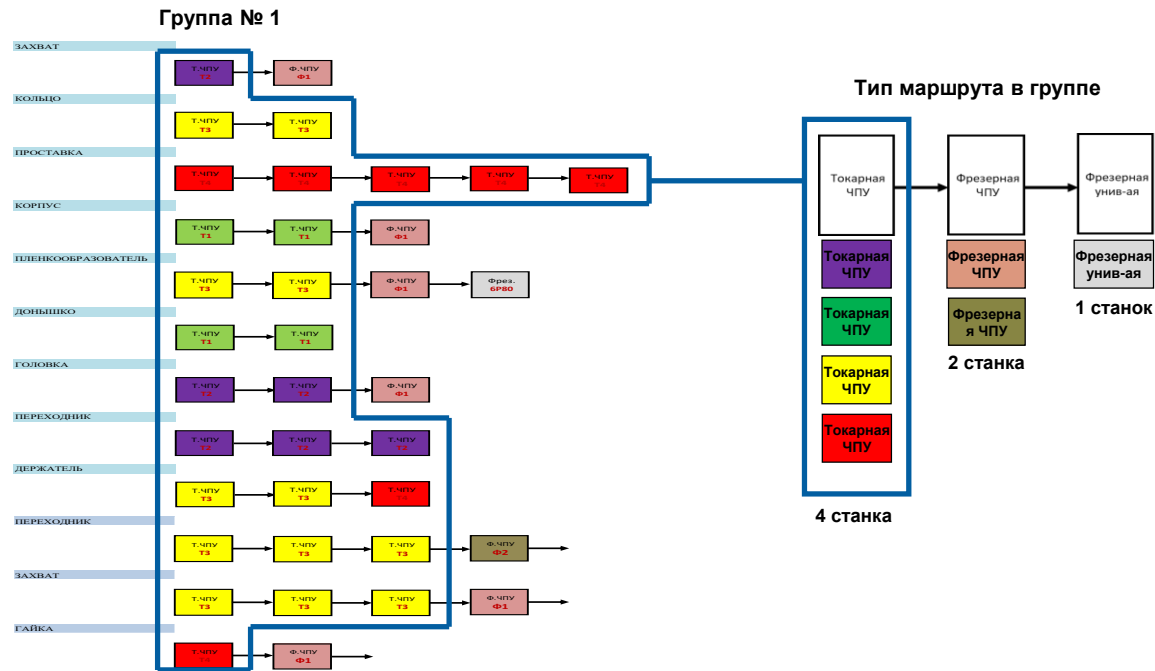 Группа № 1
ЗАХВАТ
Т.ЧПУ
Т2
Ф.ЧПУ
Ф1
КОЛЬЦО
Т.ЧПУ
Т3
Т.ЧПУ
Т3
ПРОСТАВКА
Т.ЧПУ
Т.ЧПУ
Т.ЧПУ
Т.ЧПУ
Т.ЧПУ
КОРПУС
Т.ЧПУ
Т1
Т.ЧПУ
Т1
Ф.ЧПУ
Ф1
ПЛЕНКООБРАЗОВАТЕЛЬ
Т.ЧПУ
Т3
Т.ЧПУ
Т3
Ф.ЧПУ
Ф1
Фрез.
6Р80
ДОНЫШКО
Т.ЧПУ
Т1
Т.ЧПУ
Т1
ГОЛОВКА
Т.ЧПУ
Т2
Т.ЧПУ
Т2
Ф.ЧПУ
Ф1
ПЕРЕХОДНИК
Т.ЧПУ
Т2
Т.ЧПУ
Т2
Т.ЧПУ
Т2
ДЕРЖАТЕЛЬ
Т.ЧПУ
Т3
Т.ЧПУ
Т3
Т.ЧПУ
ПЕРЕХОДНИК
Т.ЧПУ
Т3
Т.ЧПУ
Т3
Т.ЧПУ
Т3
Ф.ЧПУ
Ф2
ЗАХВАТ
Т.ЧПУ
Т3
Т.ЧПУ
Т3
Т.ЧПУ
Т3
Ф.ЧПУ
Ф1
ГАЙКА
Т.ЧПУ
Ф.ЧПУ
Ф1
Тип маршрута в группе
Токарная
ЧПУ
Фрезерная
ЧПУ
Фрезерная
унив-ая
Токарная
ЧПУ
Фрезерная
ЧПУ
Фрезерная
унив-ая
1 станок
Токарная
ЧПУ
Фрезерна
я ЧПУ
2 станка
Токарная
ЧПУ
Токарная
ЧПУ
4 станка